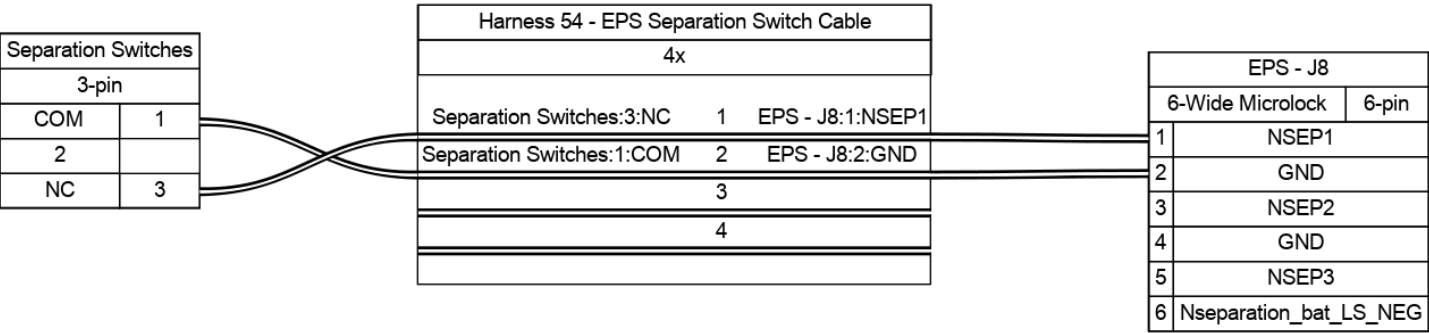 Separation Switches
3-pin
COM 1
2
NC 3
Harness 54 - EPS Separation Switch Cable
4x
Separation Switches:3:NC 1 EPS - J8:1:NSEP1
Separation Switches:1:COM 2 EPS - J8:2:GND
3
4
EPS - J8
6-Wide Microlock 6-pin
1 NSEP1
2 GND
3 NSEP2
4 GND
5 NSEP3
6 Nseparation_bat_LS_NEG